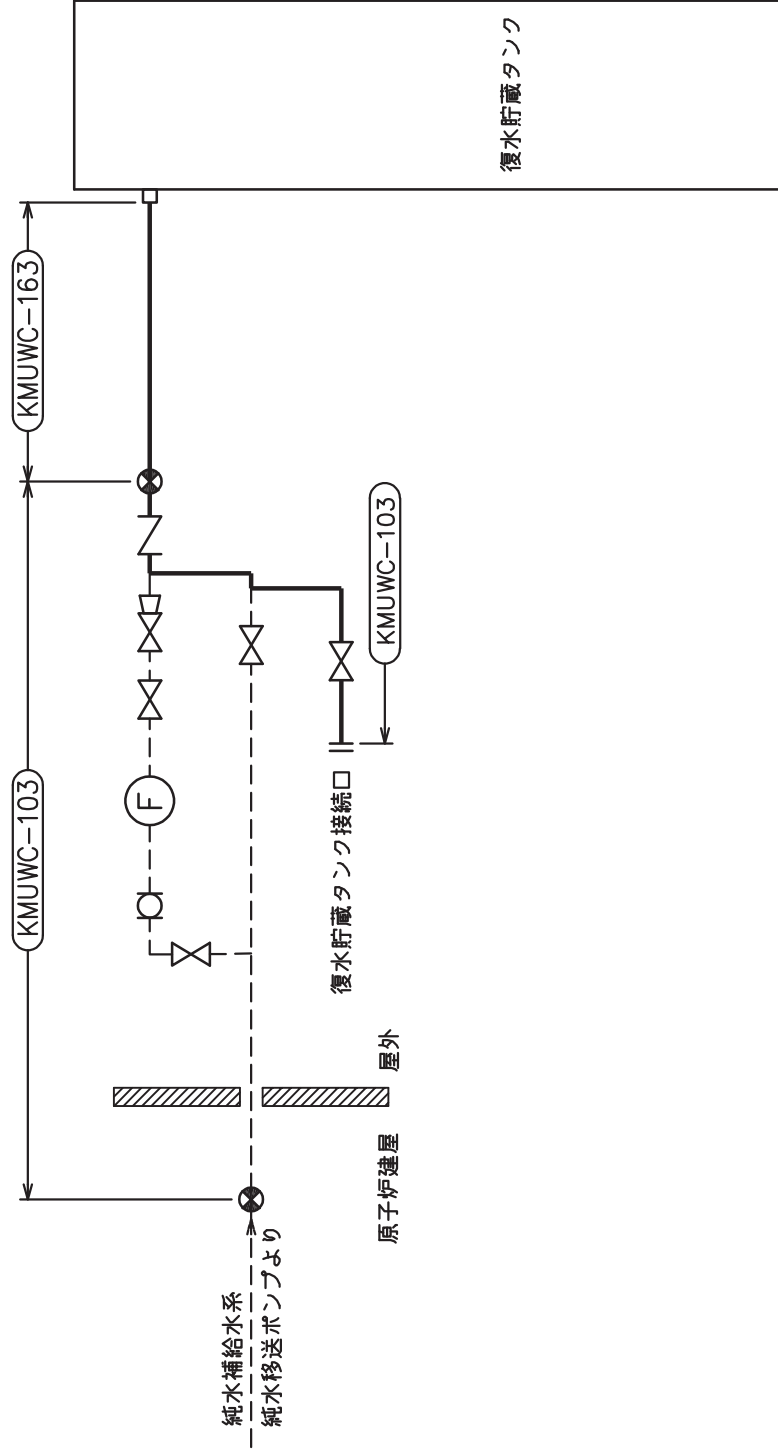 KMUWC-103
KMUWC-163
純水補給水系
純水移送ポンプより
F
原子炉建屋
屋外
復水貯蔵タンク接続口
KMUWC-103
復水貯蔵タンク